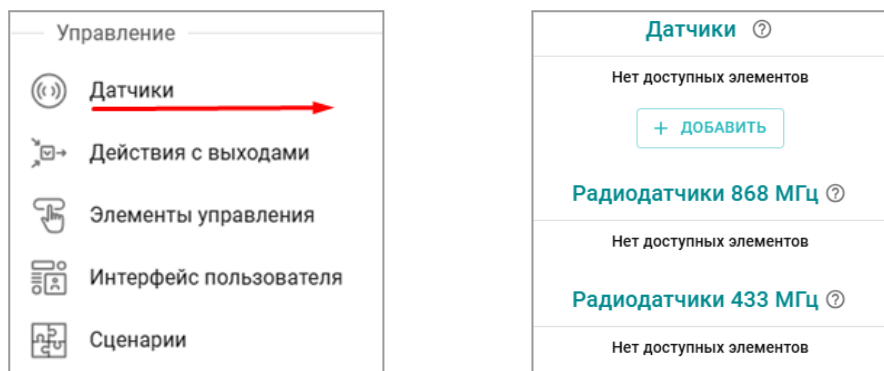 Управление
Датчики
Действия с выходами
Элементы управления
Интерфейс пользователя
Сценарии
Датчики ?
Нет доступных элементов
+ ДОБАВИТЬ
Радиодатчики 868 МГц ?
Нет доступных элементов
Радиодатчики 433 МГц ?
Нет доступных элементов